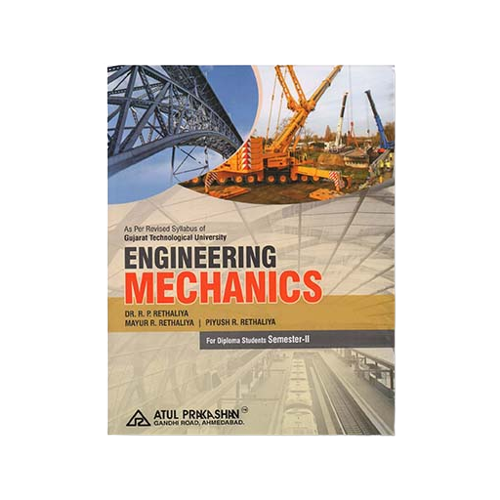 As Per Revised Syllabus of
Gujarat Technological University
ENGINEERING
MECHANICS
DR. R. P. RETHALIYA
MAYUR R. RETHALIYA | PIYUSH R. RETHALIYA
For Diploma Students Semester-II
ATUL PRAKASHAN
GANDHI ROAD, AHMEDABAD.